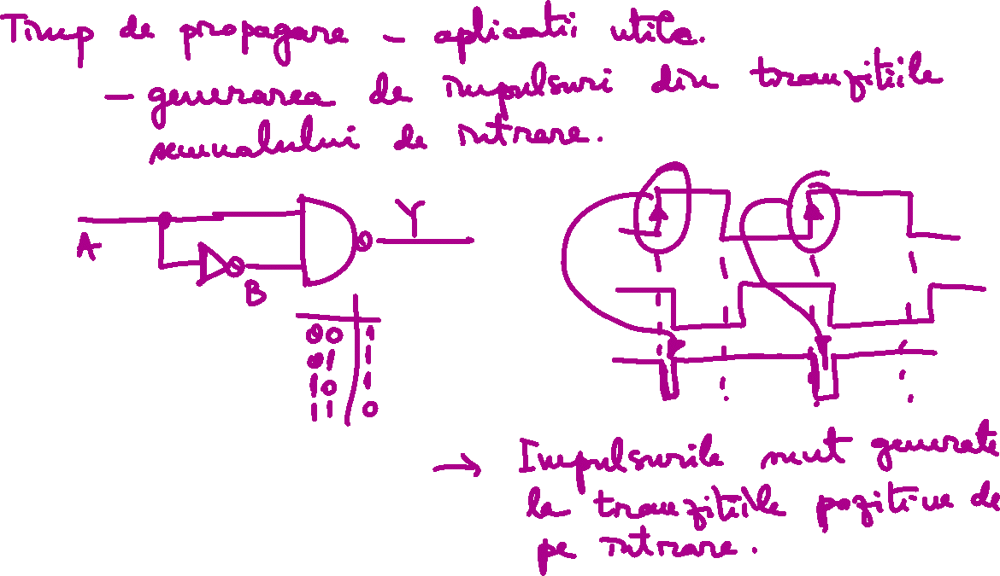 Timp de propagare – aplicatii utile.
– generarea de impulsuri din tranzitiile
semnalului de intrare.
A
Y
B
00 1
01 1
10 1
11 0
→ Impulsurile sunt generate
la tranzitiile pozitive de
pe intrare.